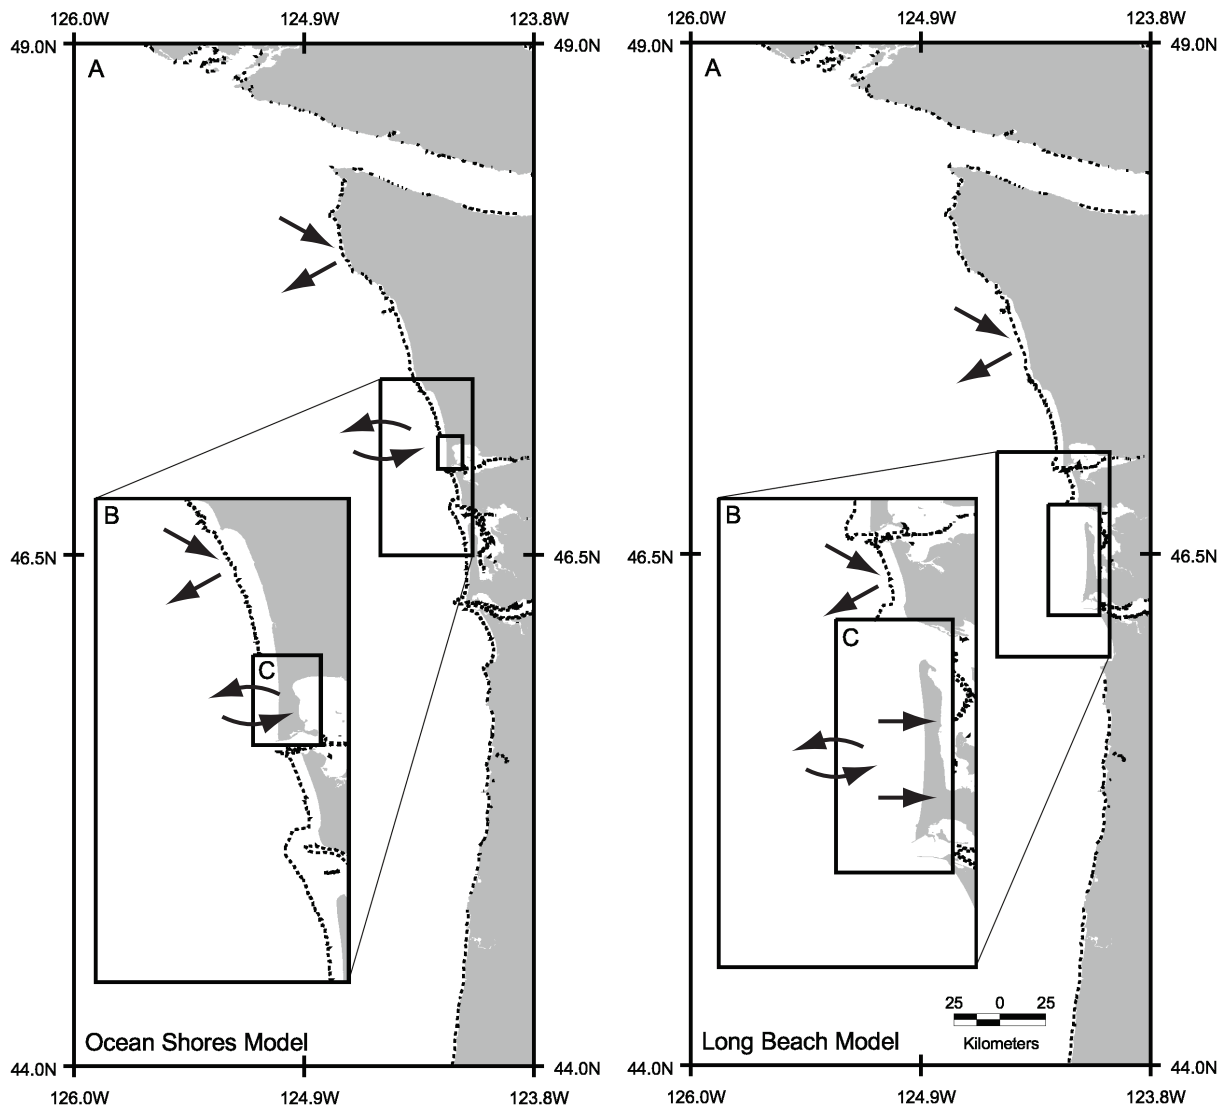 126.0W 124.9W 123.8W 126.0W 124.9W 123.8W
49.0N 49.0N 49.0N 49.0N
A A
B B
46.5N 46.5N 46.5N 46.5N
C C
25 0 25
Kilometers
Ocean Shores Model Long Beach Model
44.0N 44.0N 44.0N 44.0N
126.0W 124.9W 123.8W 126.0W 124.9W 123.8W